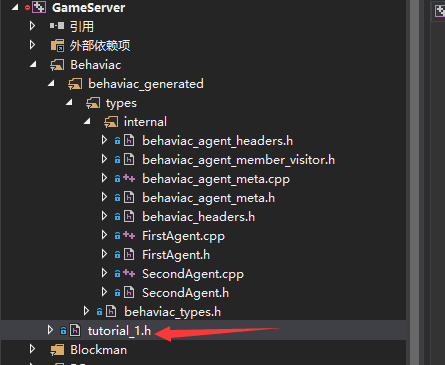 GameServer
引用
外部依赖项
Behaviac
behaviac_generated
types
internal
behaviac_agent_headers.h
behaviac_agent_member_visitor.h
behaviac_agent_meta.cpp
behaviac_agent_meta.h
behaviac_headers.h
FirstAgent.cpp
FirstAgent.h
SecondAgent.cpp
SecondAgent.h
behaviac_types.h
tutorial_1.h
Blockman